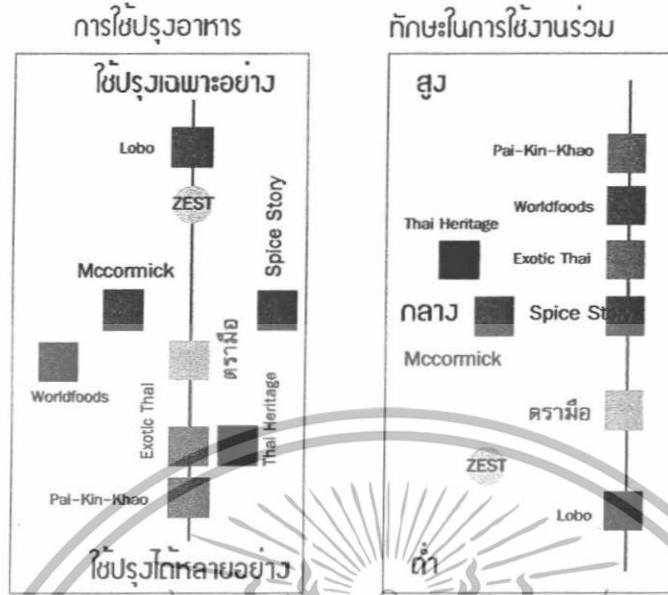 การใช้ปรุงอาหาร
ใช้ปรุงเฉพาะอย่าง
Lobo
ZEST
Spice Story
Mccormick
ตรามือ
Worldfoods
Exotic Thai
Thai Heritage
Pai-Kin-Khao
ใช้ปรุงได้หลายอย่าง
ทักษะในการใช้งานร่วม
สูง
Pai-Kin-Khao
Worldfoods
Thai Heritage
Exotic Thai
กลาง
Spice Story
Mccormick
ตรามือ
ZEST
Lobo
ต่ำ